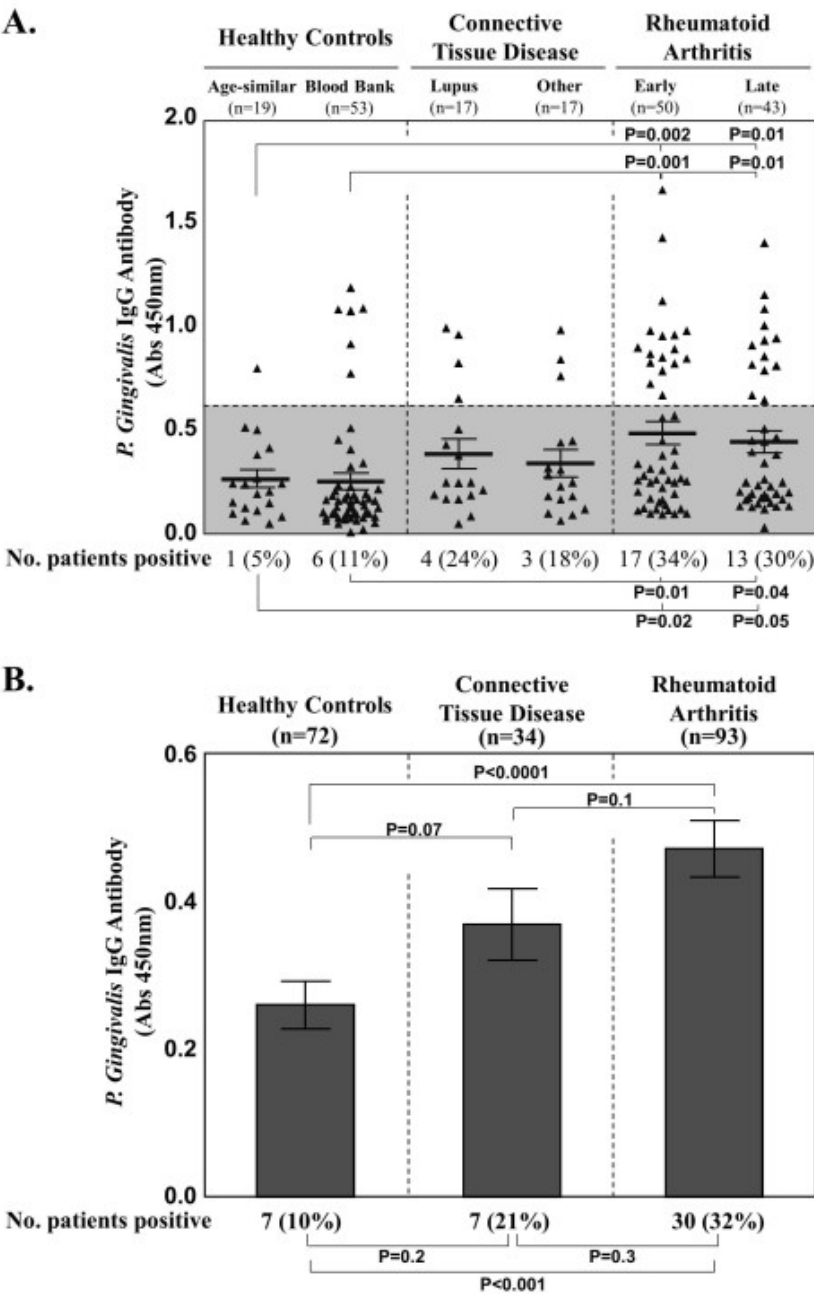 A.
Healthy Controls
Connective
Tissue Disease
Rheumatoid
Arthritis
Age-similar
(n=19)
Blood Bank
(n=53)
Lupus
(n=17)
Other
(n=17)
Early
(n=50)
Late
(n=43)
P. Gingivalis IgG Antibody
(Abs 450nm)
2.0
1.5
1.0
0.5
0.0
P=0.002 P=0.01
P=0.001 P=0.01
No. patients positive 1 (5%) 6 (11%) 4 (24%) 3 (18%) 17 (34%) 13 (30%)
P=0.01 P=0.04
P=0.02 P=0.05
B.
Healthy Controls
(n=72)
Connective
Tissue Disease
(n=34)
Rheumatoid
Arthritis
(n=93)
P. Gingivalis IgG Antibody
(Abs 450nm)
0.6
0.4
0.2
0.0
P<0.0001
P=0.1
P=0.07
No. patients positive 7 (10%) 7 (21%) 30 (32%)
P=0.2 P=0.3
P<0.001